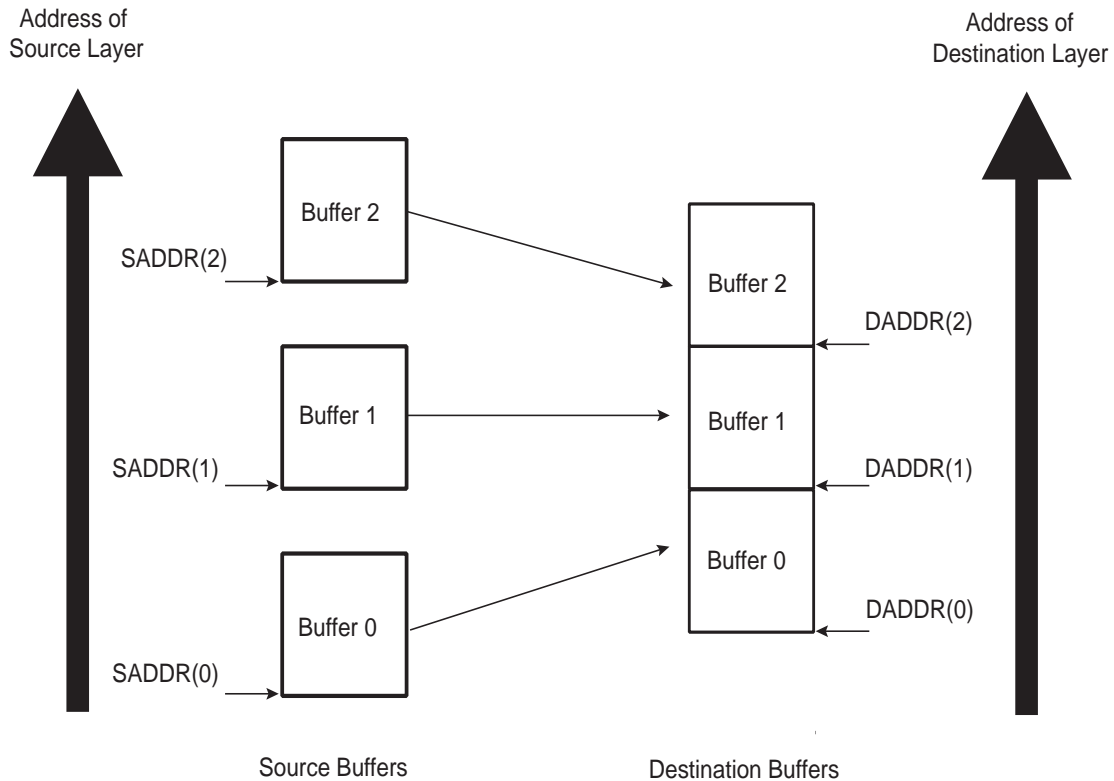 Address of
Source Layer
Address of
Destination Layer
Buffer 2
SADDR(2)
Buffer 2
DADDR(2)
Buffer 1
Buffer 1
SADDR(1)
DADDR(1)
Buffer 0
Buffer 0
DADDR(0)
SADDR(0)
Source Buffers
Destination Buffers